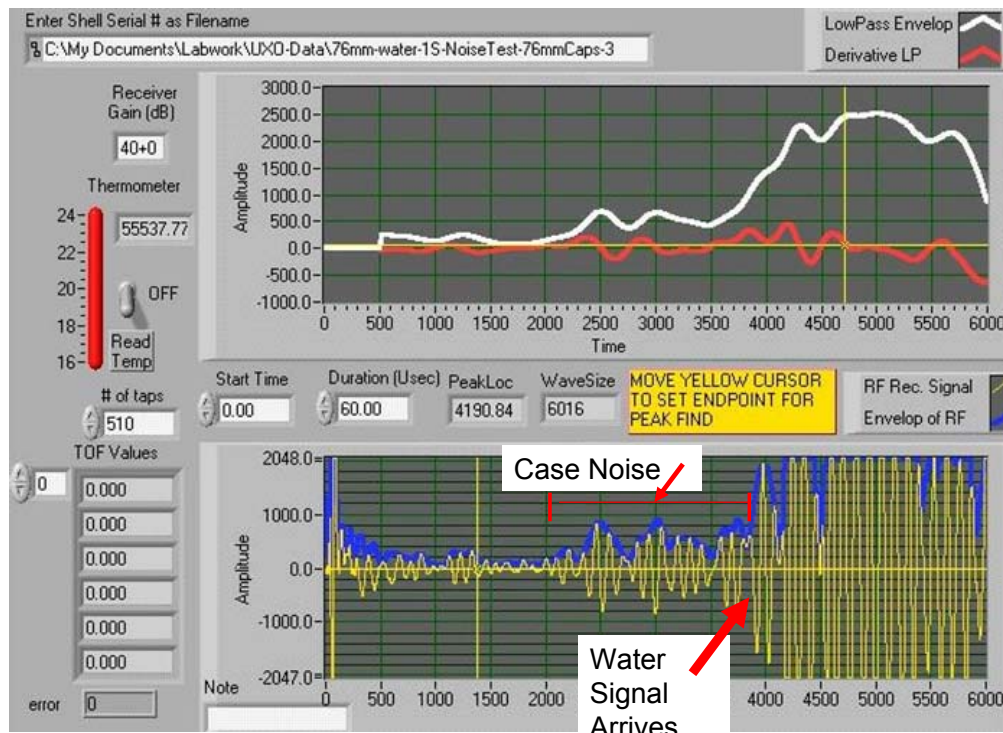 Enter Shell Serial # as Filename
C:\My Documents\Labwork\UXO-Data\76mm-water-1S-NoiseTest-76mmCaps-3
LowPass Envelop
Derivative LP
Receiver
Gain (dB)
40+0
Thermometer
55537.77
24
22
20
18
16
OFF
Read
Temp
# of taps
510
Amplitude
3000.0
2500.0
2000.0
1500.0
1000.0
500.0
0.0
-500.0
-1000.0
0 500 1000 1500 2000 2500 3000 3500 4000 4500 5000 5500 6000
Time
Start Time
0.00
Duration (Usec)
60.00
PeakLoc
4190.84
WaveSize
6016
MOVE YELLOW CURSOR
TO SET ENDPOINT FOR
PEAK FIND
RF Rec. Signal
Envelop of RF
TOF Values
0
0.000
0.000
0.000
0.000
0.000
0.000
error
0
Amplitude
2048.0
1000.0
0.0
-1000.0
-2047.0
Case Noise
Water
Signal
Arrives
0 500 1000 1500 2000 4000 4500 5000 5500 6000
Note